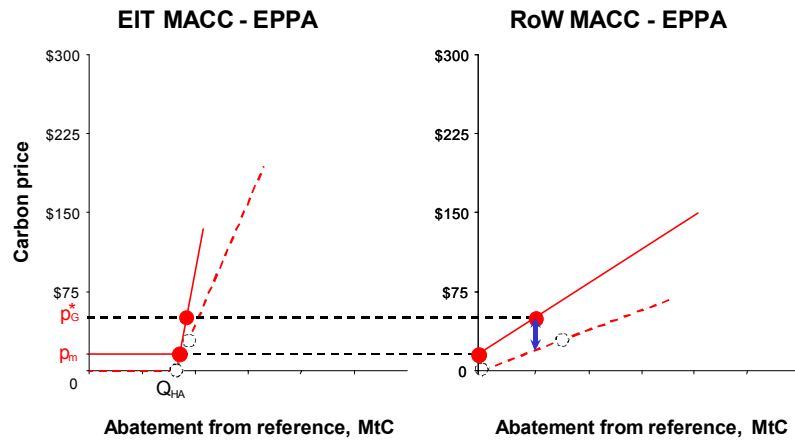 EIT MACC - EPPA
RoW MACC - EPPA
Carbon price
$300
$225
$150
$75
p*G
pm
0
QHA
$300
$225
$150
$75
0
Abatement from reference, MtC
Abatement from reference, MtC